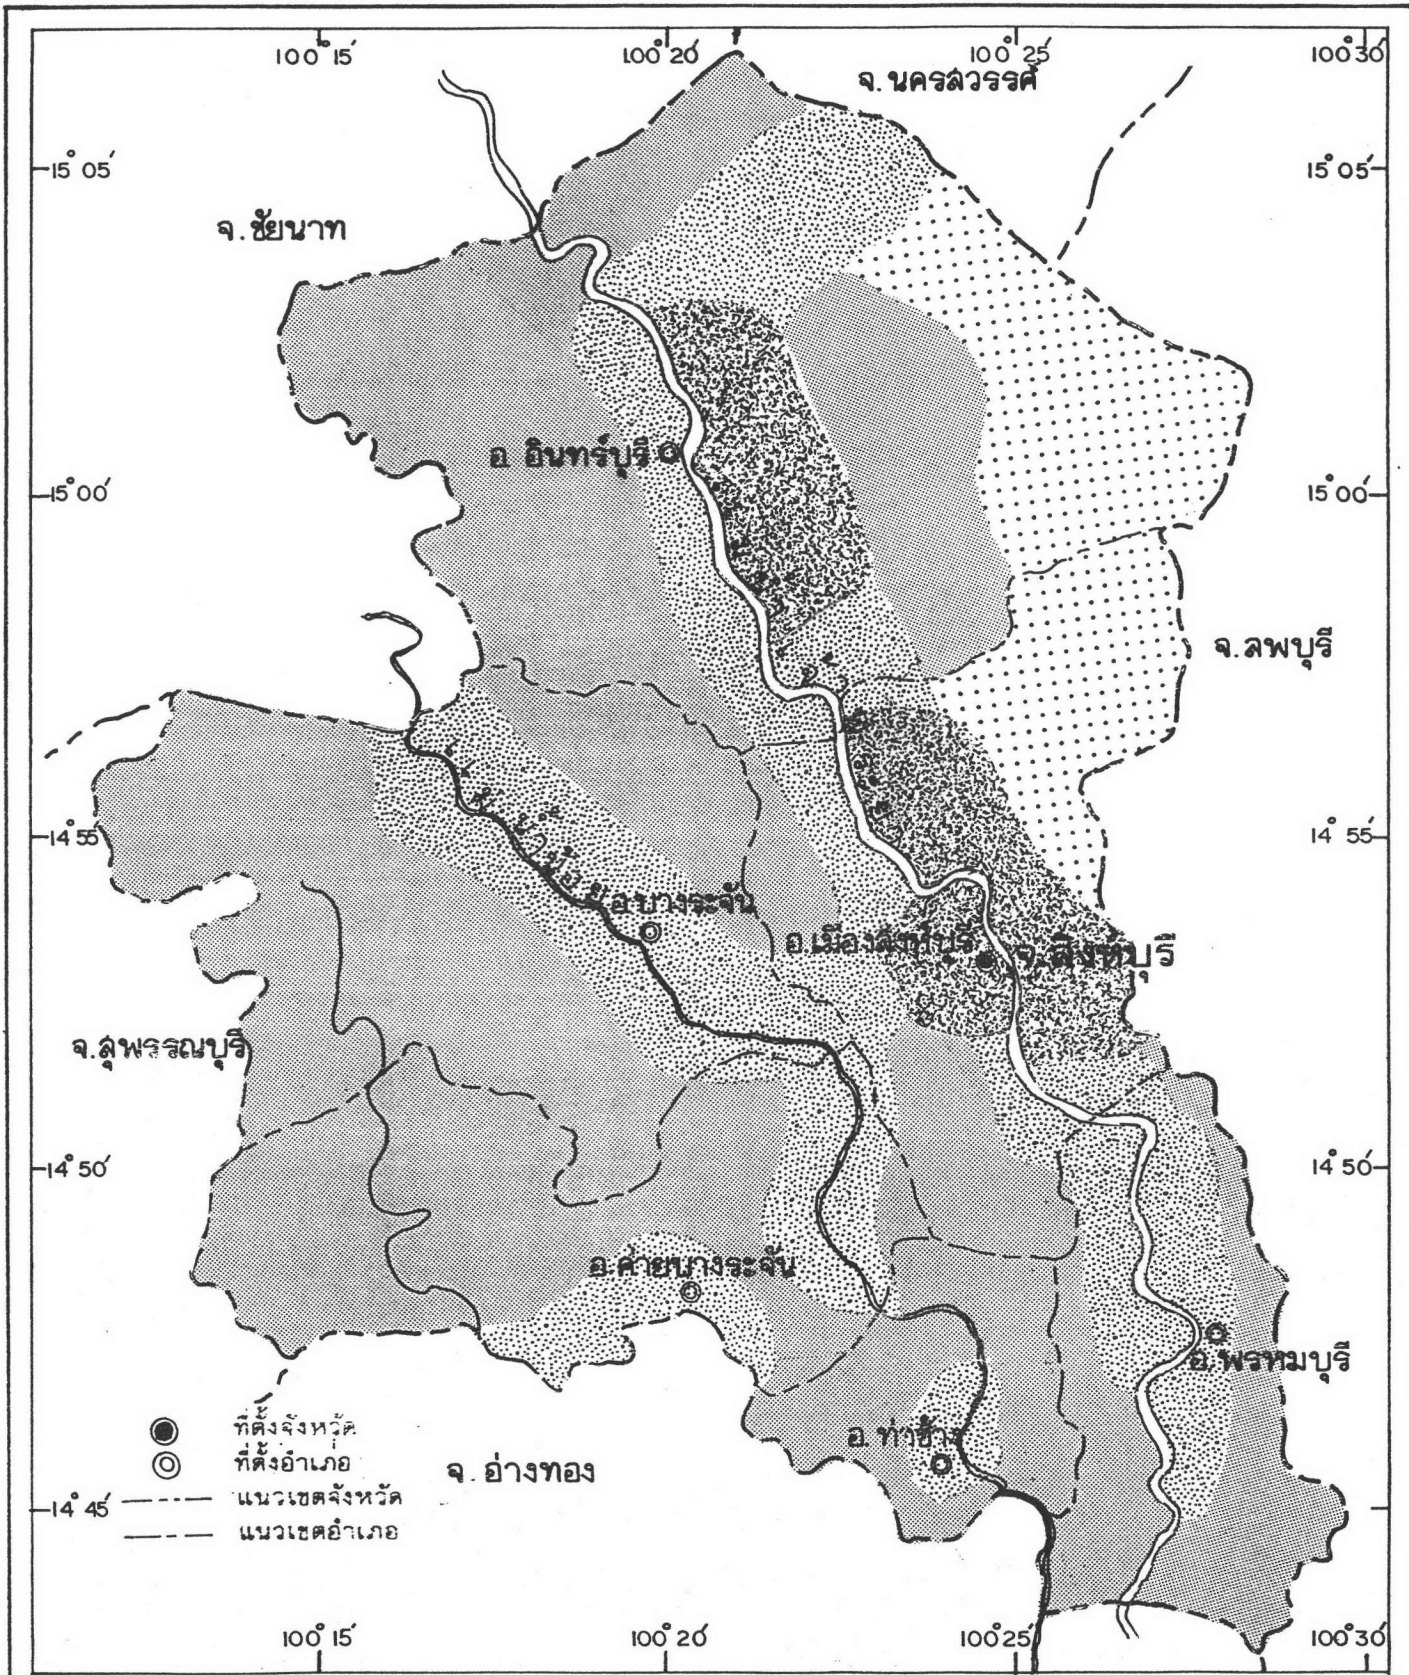 100° 15′ 100° 20′ 100° 25′ 100° 30′
จ.นครสวรรค์
15° 05′ 15° 05′
จ.ชัยนาท
อ.อินทร์บุรี
15° 00′ 15° 00′
จ.ลพบุรี
14° 55′ 14° 55′
อ.บางระจัน
อ.เมืองสิงห์บุรี จ.สิงห์บุรี
จ.สุพรรณบุรี
14° 50′ 14° 50′
อ.ค่ายบางระจัน
อ.พรหมบุรี
ที่ตั้งจังหวัด
อ.ท่าช้าง
ที่ตั้งอำเภอ
จ.อ่างทอง
แนวเขตจังหวัด
14° 45′ 14° 45′
แนวเขตอำเภอ
100° 15′ 100° 20′ 100° 25′ 100° 30′